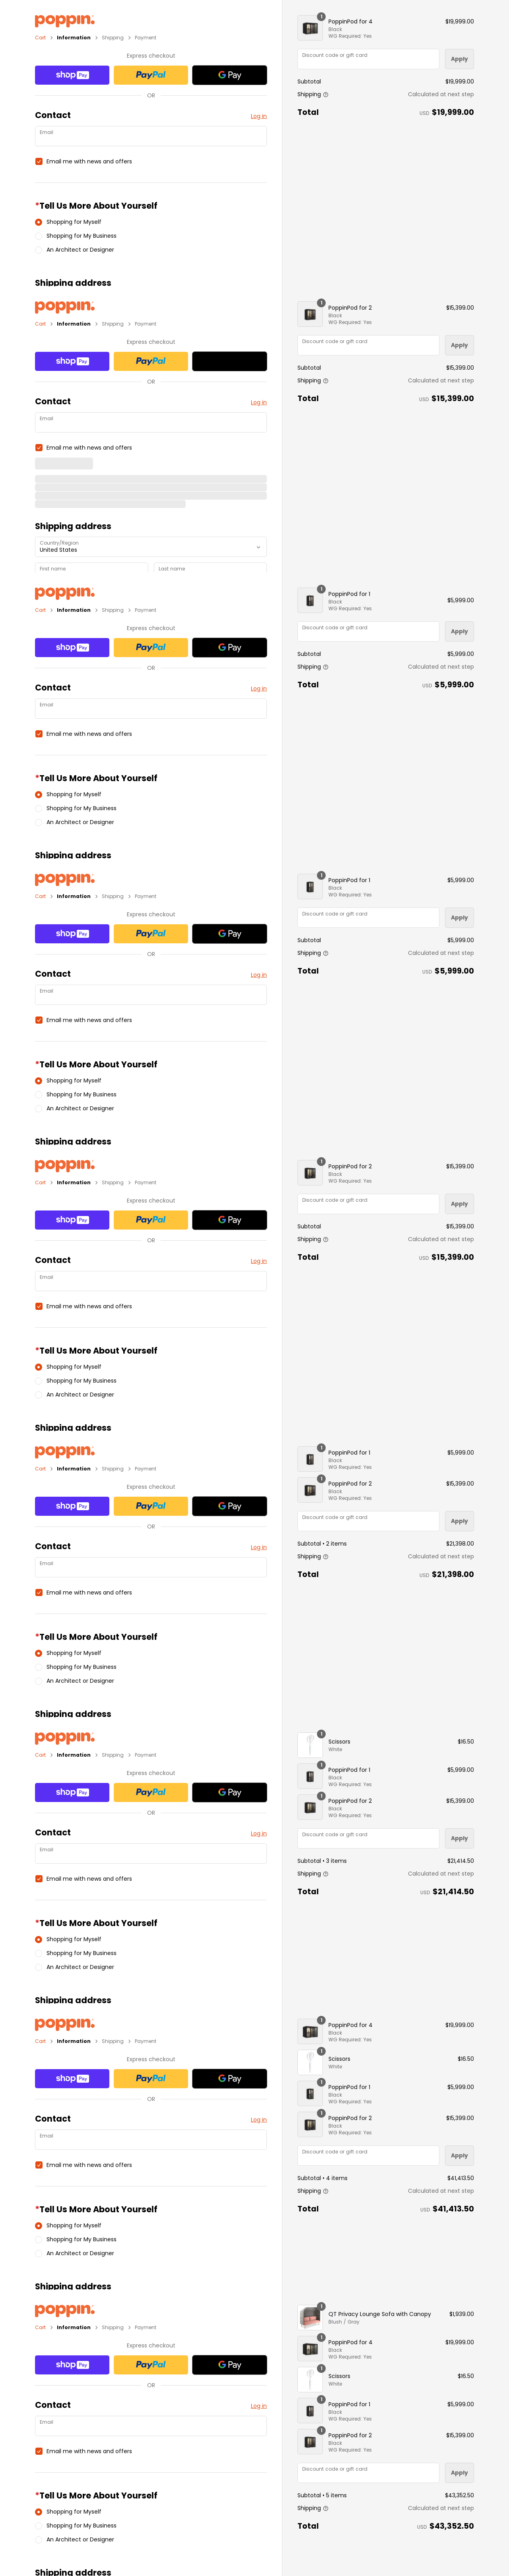 poppin.
Cart > Information > Shipping > Payment
Express checkout
shop Pay PayPal G Pay
OR
Contact Log in
Email
Email me with news and offers
*Tell Us More About Yourself
Shopping for Myself
Shopping for My Business
An Architect or Designer
Shipping address
1
PoppinPod for 4 $19,999.00
Black
WG Required: Yes
Discount code or gift card Apply
Subtotal $19,999.00
Shipping Calculated at next step
Total USD $19,999.00
poppin.
Cart > Information > Shipping > Payment
Express checkout
shop Pay PayPal
OR
Contact Log in
Email
Email me with news and offers
Shipping address
Country/Region
United States
First name Last name
1
PoppinPod for 2 $15,399.00
Black
WG Required: Yes
Discount code or gift card Apply
Subtotal $15,399.00
Shipping Calculated at next step
Total USD $15,399.00
poppin.
Cart > Information > Shipping > Payment
Express checkout
shop Pay PayPal G Pay
OR
Contact Log in
Email
Email me with news and offers
*Tell Us More About Yourself
Shopping for Myself
Shopping for My Business
An Architect or Designer
Shipping address
1
PoppinPod for 1 $5,999.00
Black
WG Required: Yes
Discount code or gift card Apply
Subtotal $5,999.00
Shipping Calculated at next step
Total USD $5,999.00
poppin.
Cart > Information > Shipping > Payment
Express checkout
shop Pay PayPal G Pay
OR
Contact Log in
Email
Email me with news and offers
*Tell Us More About Yourself
Shopping for Myself
Shopping for My Business
An Architect or Designer
Shipping address
1
PoppinPod for 1 $5,999.00
Black
WG Required: Yes
Discount code or gift card Apply
Subtotal $5,999.00
Shipping Calculated at next step
Total USD $5,999.00
poppin.
Cart > Information > Shipping > Payment
Express checkout
shop Pay PayPal G Pay
OR
Contact Log in
Email
Email me with news and offers
*Tell Us More About Yourself
Shopping for Myself
Shopping for My Business
An Architect or Designer
Shipping address
1
PoppinPod for 2 $15,399.00
Black
WG Required: Yes
Discount code or gift card Apply
Subtotal $15,399.00
Shipping Calculated at next step
Total USD $15,399.00
poppin.
Cart > Information > Shipping > Payment
Express checkout
shop Pay PayPal G Pay
OR
Contact Log in
Email
Email me with news and offers
*Tell Us More About Yourself
Shopping for Myself
Shopping for My Business
An Architect or Designer
Shipping address
1
PoppinPod for 1 $5,999.00
Black
WG Required: Yes
1
PoppinPod for 2 $15,399.00
Black
WG Required: Yes
Discount code or gift card Apply
Subtotal • 2 items $21,398.00
Shipping Calculated at next step
Total USD $21,398.00
poppin.
Cart > Information > Shipping > Payment
Express checkout
shop Pay PayPal G Pay
OR
Contact Log in
Email
Email me with news and offers
*Tell Us More About Yourself
Shopping for Myself
Shopping for My Business
An Architect or Designer
Shipping address
1
Scissors $16.50
White
1
PoppinPod for 1 $5,999.00
Black
WG Required: Yes
1
PoppinPod for 2 $15,399.00
Black
WG Required: Yes
Discount code or gift card Apply
Subtotal • 3 items $21,414.50
Shipping Calculated at next step
Total USD $21,414.50
poppin.
Cart > Information > Shipping > Payment
Express checkout
shop Pay PayPal G Pay
OR
Contact Log in
Email
Email me with news and offers
*Tell Us More About Yourself
Shopping for Myself
Shopping for My Business
An Architect or Designer
Shipping address
1
PoppinPod for 4 $19,999.00
Black
WG Required: Yes
1
Scissors $16.50
White
1
PoppinPod for 1 $5,999.00
Black
WG Required: Yes
1
PoppinPod for 2 $15,399.00
Black
WG Required: Yes
Discount code or gift card Apply
Subtotal • 4 items $41,413.50
Shipping Calculated at next step
Total USD $41,413.50
poppin.
Cart > Information > Shipping > Payment
Express checkout
shop Pay PayPal G Pay
OR
Contact Log in
Email
Email me with news and offers
*Tell Us More About Yourself
Shopping for Myself
Shopping for My Business
An Architect or Designer
Shipping address
1
QT Privacy Lounge Sofa with Canopy $1,939.00
Blush / Gray
1
PoppinPod for 4 $19,999.00
Black
WG Required: Yes
1
Scissors $16.50
White
1
PoppinPod for 1 $5,999.00
Black
WG Required: Yes
1
PoppinPod for 2 $15,399.00
Black
WG Required: Yes
Discount code or gift card Apply
Subtotal • 5 items $43,352.50
Shipping Calculated at next step
Total USD $43,352.50